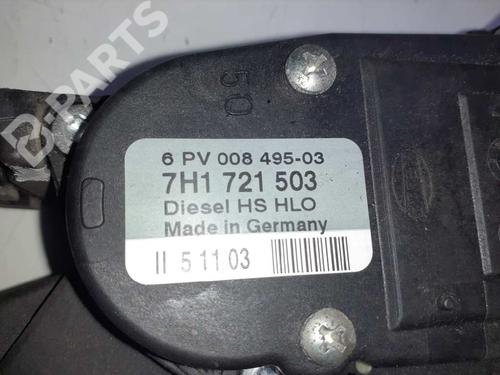 B-PARTS
50
6 PV 008 495-03
7H1 721 503
Diesel HS HLO
Made in Germany
II 5 11 03